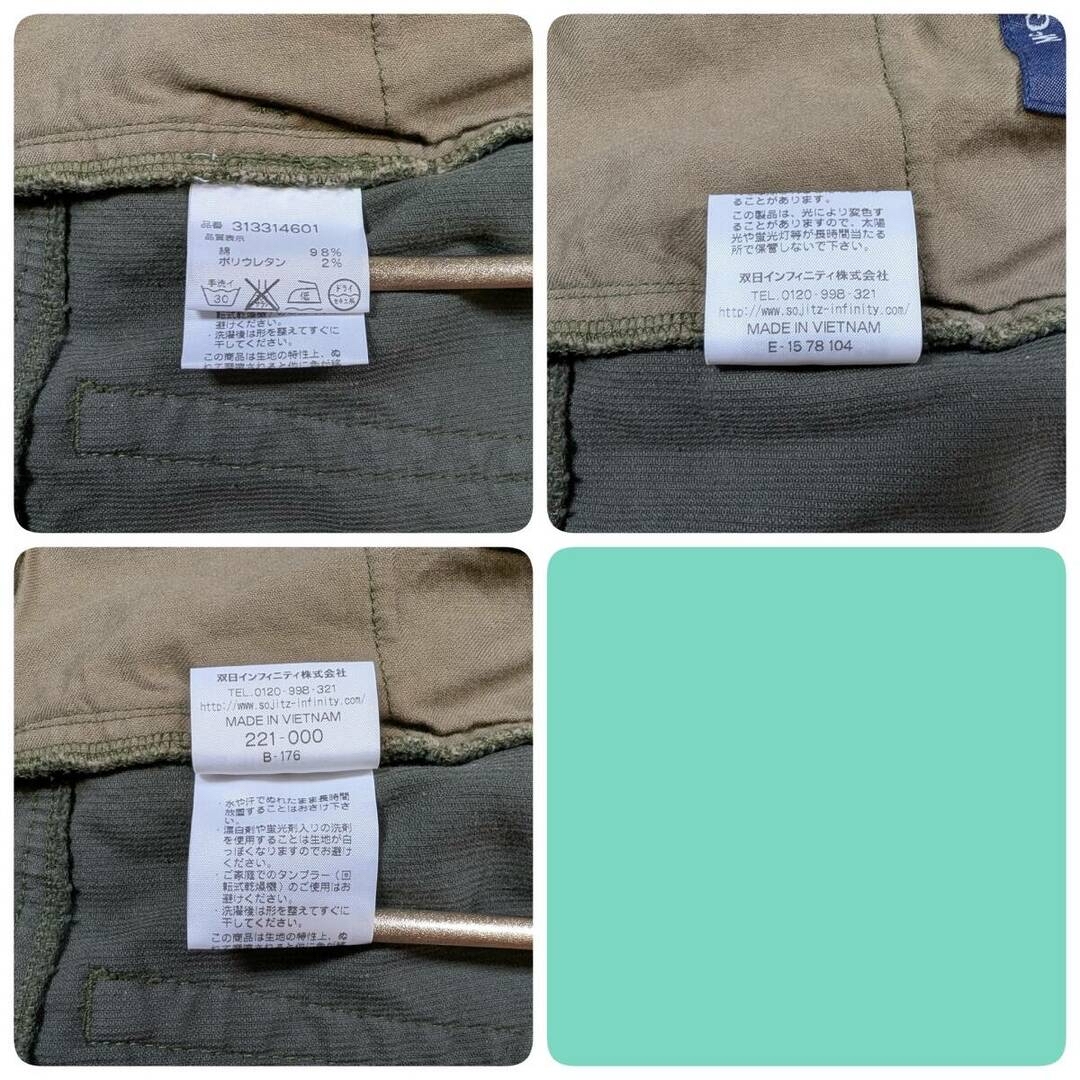 品番 313314601
品質表示
綿 98%
ポリウレタン 2%
手洗イ 30
低
ドライ
セキユ系
避けください。
・洗濯後は形を整えてすぐに
干してください。
この商品は生地の特性上、ぬ
ることがあります。
この製品は、光により変色す
ることがありますので、太陽
光や蛍光灯等が長時間当たる
所で保管しないで下さい。
双日インフィニティ株式会社
TEL.0120-998-321
http://www.sojitz-infinity.com/
MADE IN VIETNAM
E-15 78 104
双日インフィニティ株式会社
TEL.0120-998-321
http://www.sojitz-infinity.com/
MADE IN VIETNAM
221-000
B-176
・水や汗でぬれたまま長時間
放置することはおさけ下さ
い。
・漂白剤や蛍光剤入りの洗剤
を使用することは生地が白
っぽくなりますのでお避け
ください。
・ご家庭でのタンブラー（回
転式乾燥機）のご使用はお
避けください。
・洗濯後は形を整えてすぐに
干してください。
この商品は生地の特性上、ぬ